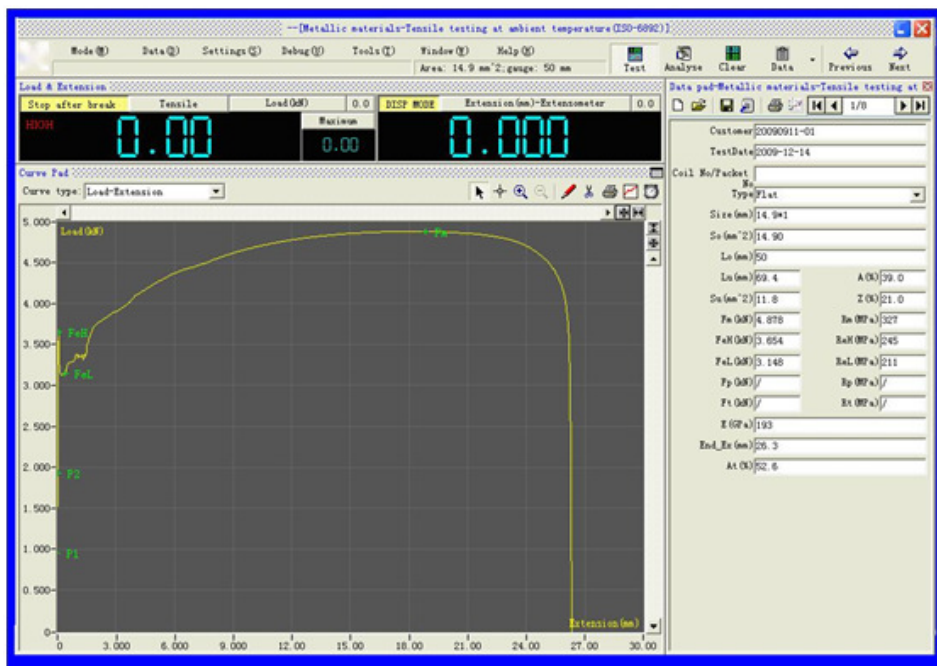 --[Metallic materials-Tensile testing at ambient temperature(ISO-6892)]
Mode(M) Data(Q) Settings(S) Debug(U) Tools(T) Window(W) Help(H)
Area: 14.9 mm^2;gauge: 50 mm
Test Analyse Clear Data Previous Next
Load & Extension
Stop after break Tensile Load(kN) 0.0 DISP MODE Extension(mm)-Extensometer 0.0
HIGH 0.00 Maximum 0.00 0.000
Curve Pad
Curve type: Load-Extension
Load(kN)
5.000
4.500
4.000
3.500
3.000
2.500
2.000
1.500
1.000
0.500
0
Fm
FeH
FeL
P2
P1
Extension(mm)
0 3.000 6.000 9.000 12.00 15.00 18.00 21.00 24.00 27.00 30.00
Data pad-Metallic materials-Tensile testing at
1/8
Customer 20090911-01
TestDate 2009-12-14
Coil No/Packet No
Type Flat
Size(mm) 14.9*1
So(mm^2) 14.90
Lo(mm) 50
Lu(mm) 69.4 A(%) 39.0
Su(mm^2) 11.8 Z(%) 21.0
Fm(kN) 4.878 Rm(MPa) 327
FeH(kN) 3.654 ReH(MPa) 245
FeL(kN) 3.148 ReL(MPa) 211
Fp(kN) / Rp(MPa) /
Ft(kN) / Rt(MPa) /
E(GPa) 193
End_Ex(mm) 26.3
At(%) 52.6